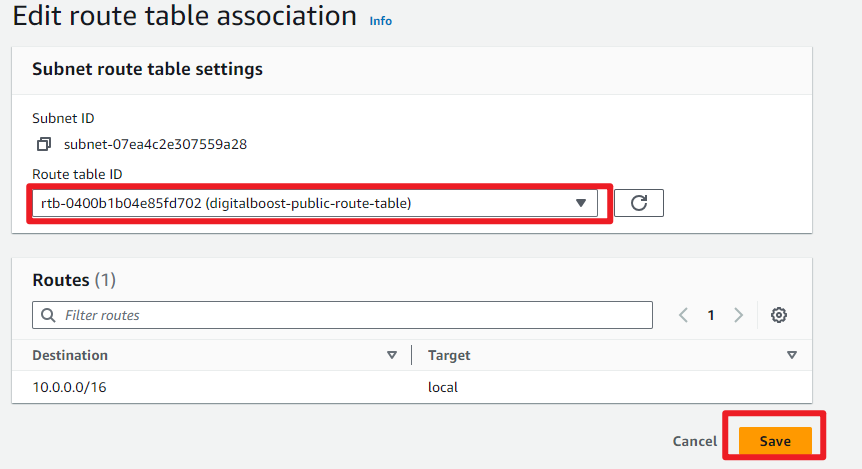 Edit route table association Info
Subnet route table settings
Subnet ID
subnet-07ea4c2e307559a28
Route table ID
rtb-0400b1b04e85fd702 (digitalboost-public-route-table)
Routes (1)
Filter routes
1
Destination Target
10.0.0.0/16 local
Cancel Save